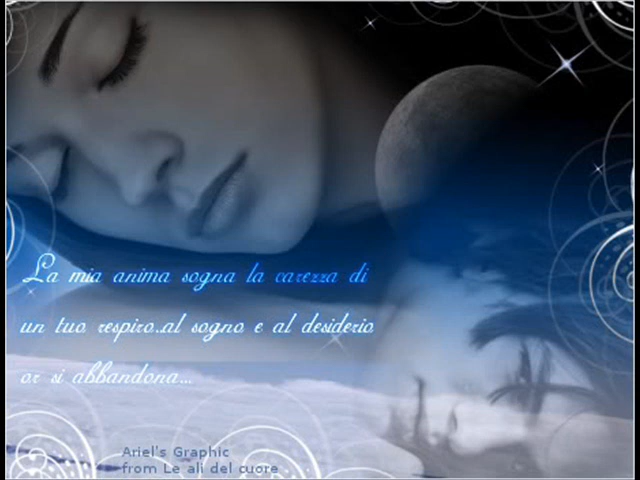 La mia anima sogna la carezza di
un tuo respiro..al sogno e al desiderio
or si abbandona...
Ariel's Graphic
from Le ali del cuore